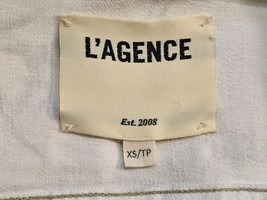 L'AGENCE
Est. 2008
XS/TP